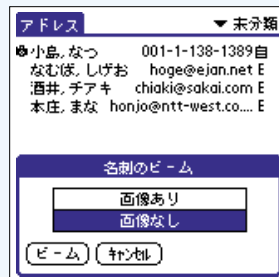 アドレス ▼ 未分類
小島, なつ 001-1-138-1389自
なむば, しげお hoge@ejan.net E
酒井, チアキ chiaki@sakai.com E
本庄, まな honjo@ntt-west.co.... E
名刺のビーム
画像あり
画像なし
ビーム キャンセル